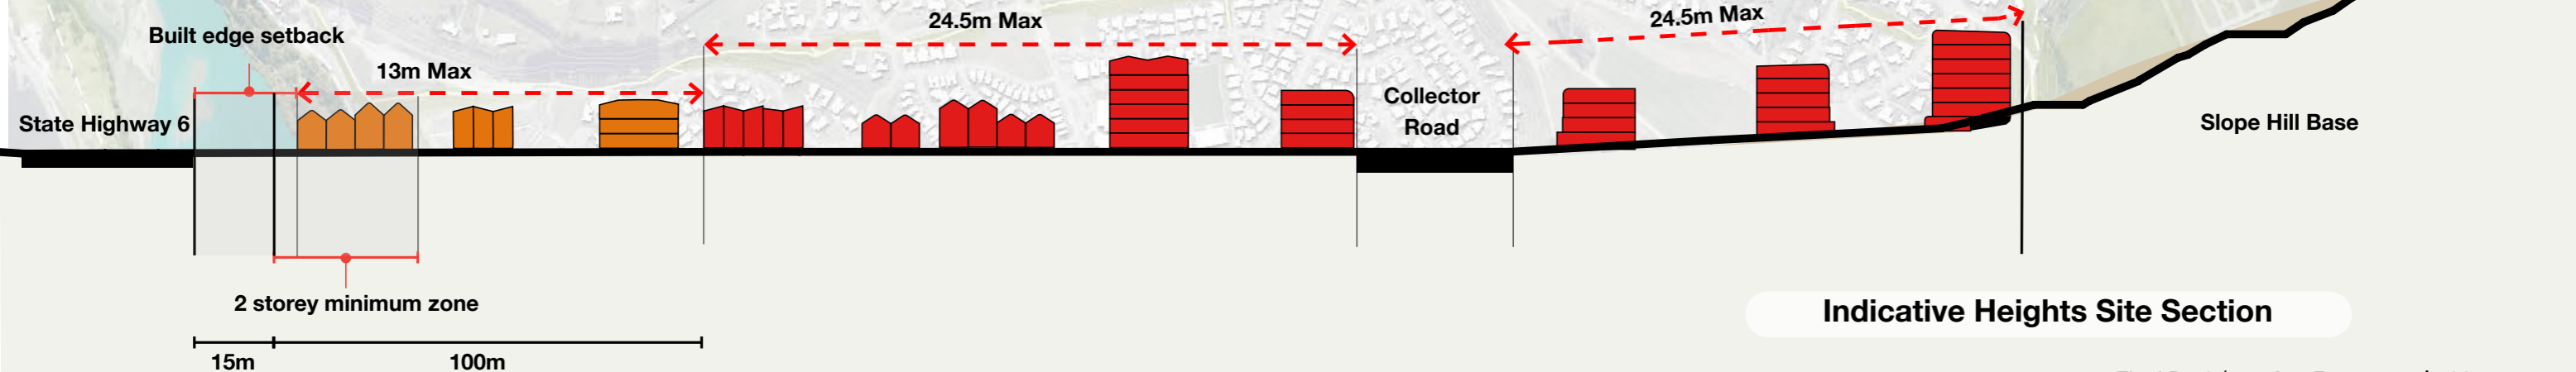 24.5m Max
24.5m Max
Built edge setback
13m Max
Collector
Road
State Highway 6
Slope Hill Base
2 storey minimum zone
Indicative Heights Site Section
15m
100m